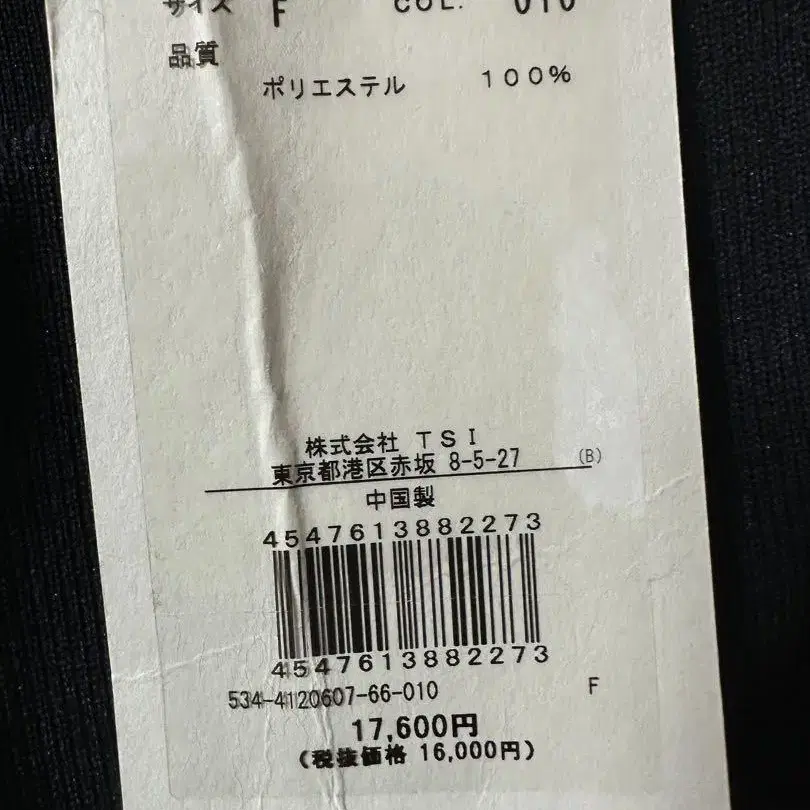 サイズ F COL. 010
品質
ポリエステル 100%
株式会社 TSI
東京都港区赤坂 8-5-27 (B)
中国製
4547613882273
4547613882273
534-4120607-66-010 F
17,600円
(税抜価格 16,000円)